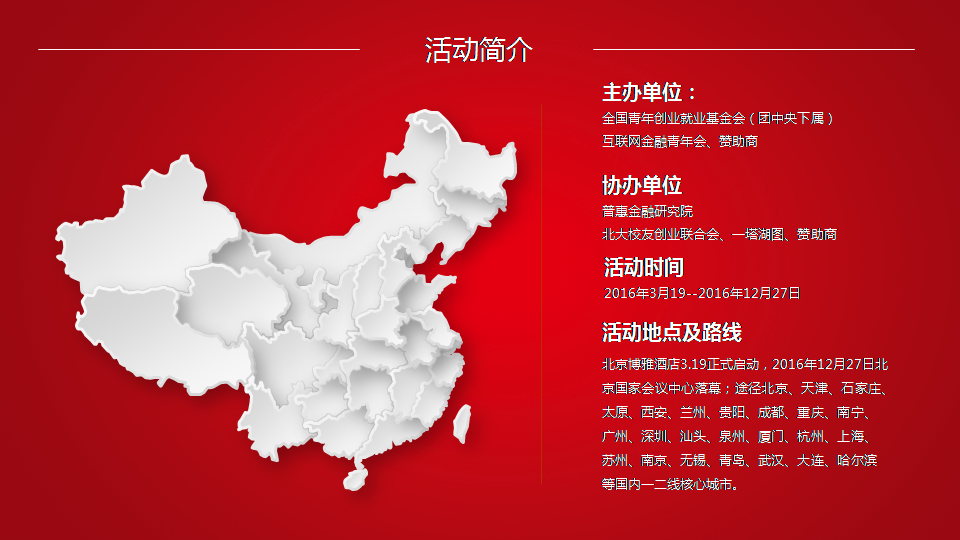 活动简介
主办单位：
全国青年创业就业基金会（团中央下属）
互联网金融青年会、赞助商
协办单位
普惠金融研究院
北大校友创业联合会、一塔湖图、赞助商
活动时间
2016年3月19--2016年12月27日
活动地点及路线
北京博雅酒店3.19正式启动，2016年12月27日北
京国家会议中心落幕；途径北京、天津、石家庄、
太原、西安、兰州、贵阳、成都、重庆、南宁、
广州、深圳、汕头、泉州、厦门、杭州、上海、
苏州、南京、无锡、青岛、武汉、大连、哈尔滨
等国内一二线核心城市。